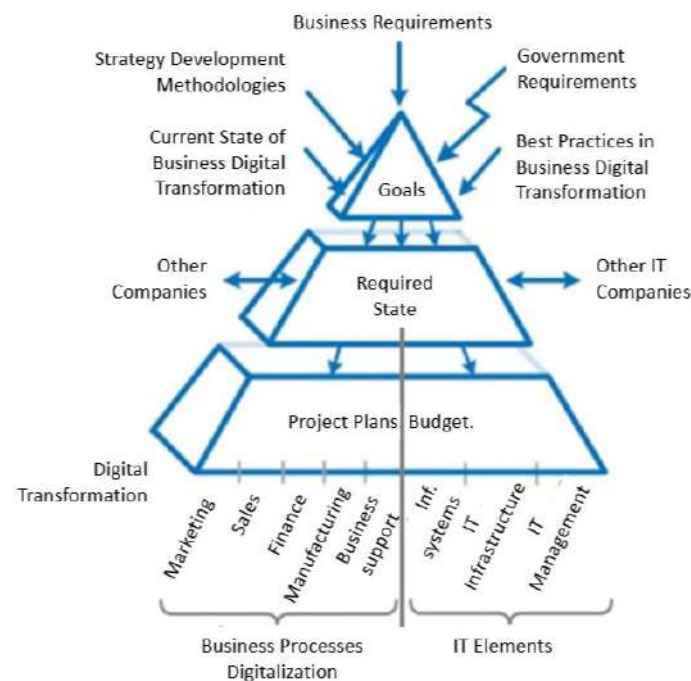 Business Requirements
Strategy Development
Methodologies
Government
Requirements
Current State of
Business Digital
Transformation
Best Practices in
Business Digital
Transformation
Goals
Other
Companies
Required
State
Other IT
Companies
Project Plans, Budget.
Digital
Transformation
Marketing
Sales
Finance
Manufacturing
Business
support
Inf.
systems
IT
Infrastructure
IT
Management
Business Processes
Digitalization
IT Elements